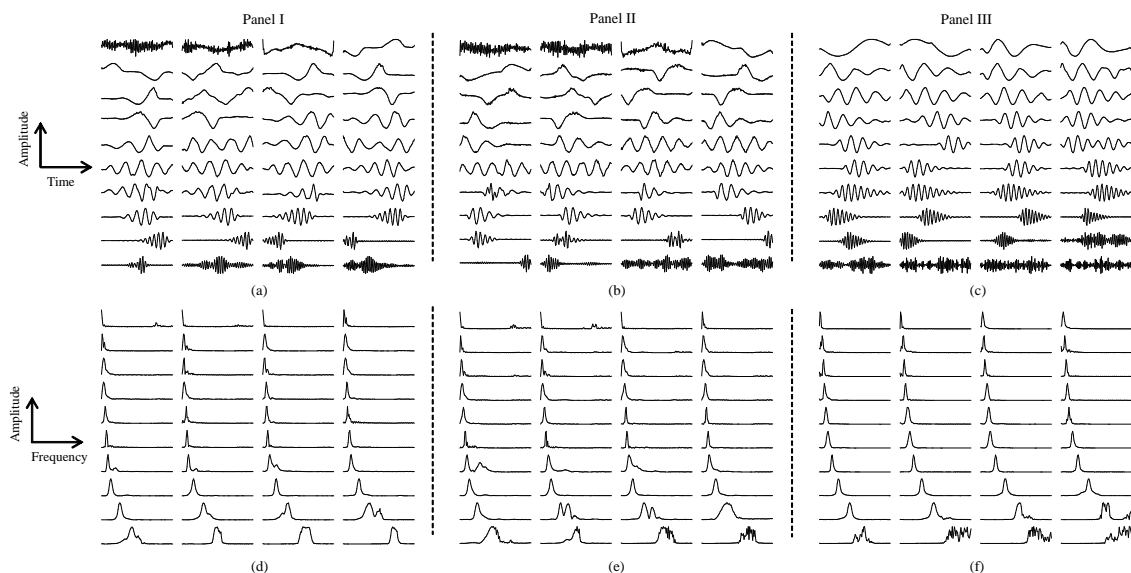 Panel I
Panel II
Panel III
Amplitude
Time
(a)
(b)
(c)
Amplitude
Frequency
(d)
(e)
(f)